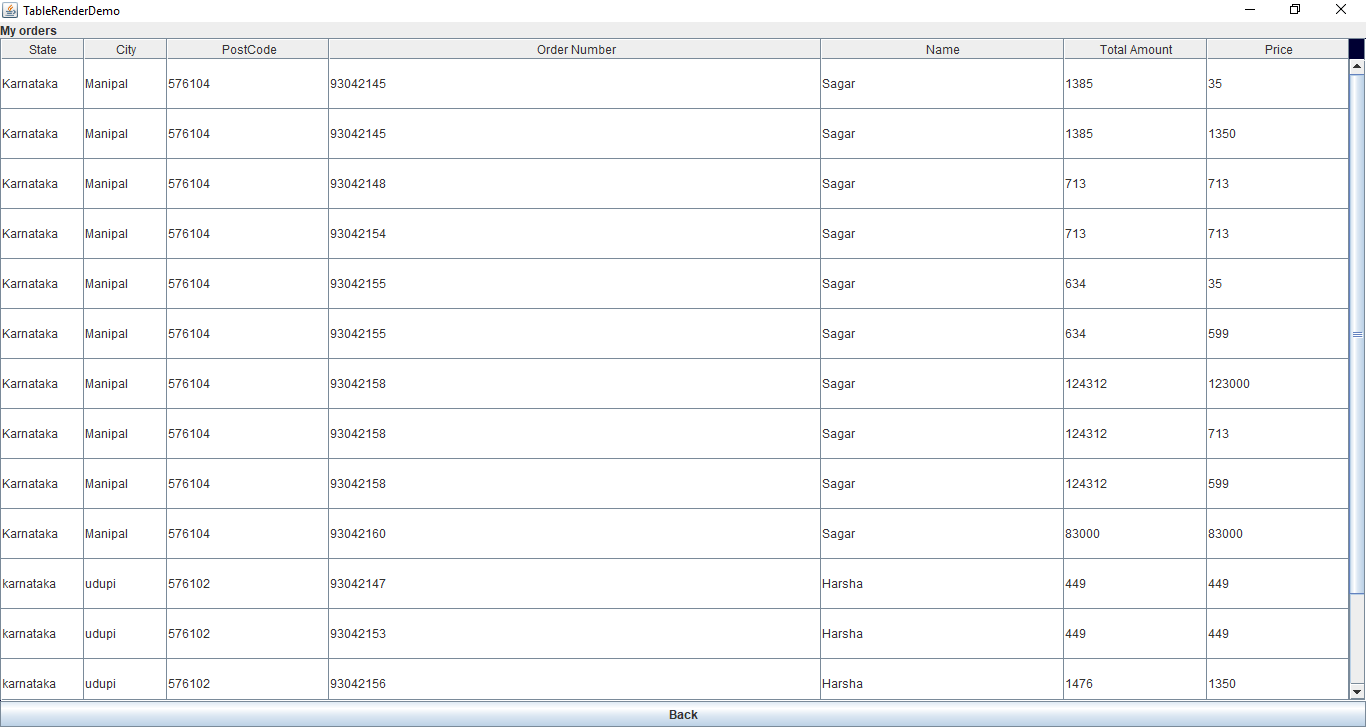 TableRenderDemo
My orders
State City PostCode Order Number Name Total Amount Price
Karnataka Manipal 576104 93042145 Sagar 1385 35
Karnataka Manipal 576104 93042145 Sagar 1385 1350
Karnataka Manipal 576104 93042148 Sagar 713 713
Karnataka Manipal 576104 93042154 Sagar 713 713
Karnataka Manipal 576104 93042155 Sagar 634 35
Karnataka Manipal 576104 93042155 Sagar 634 599
Karnataka Manipal 576104 93042158 Sagar 124312 123000
Karnataka Manipal 576104 93042158 Sagar 124312 713
Karnataka Manipal 576104 93042158 Sagar 124312 599
Karnataka Manipal 576104 93042160 Sagar 83000 83000
karnataka udupi 576102 93042147 Harsha 449 449
karnataka udupi 576102 93042153 Harsha 449 449
karnataka udupi 576102 93042156 Harsha 1476 1350
Back